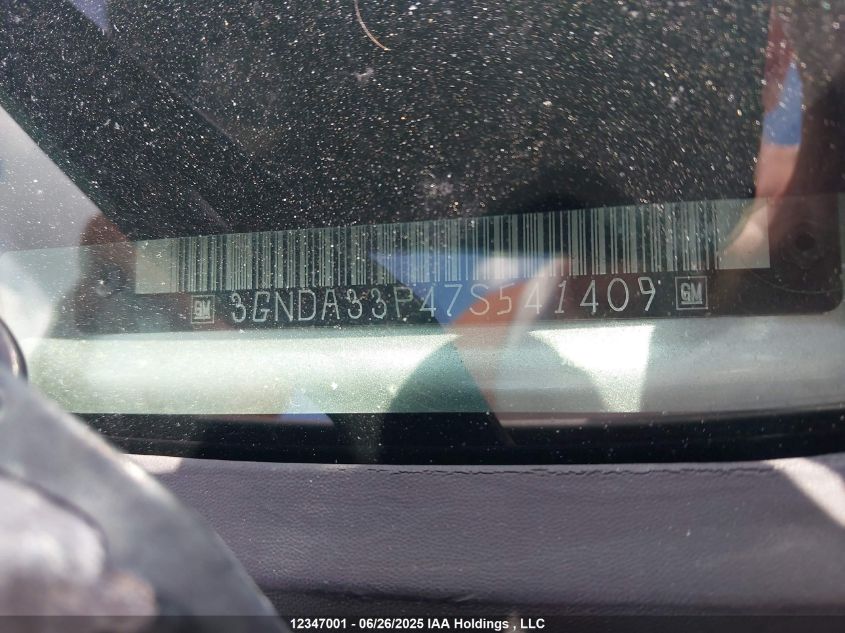 GM 3GNDA33P47S541409 GM
12347001 - 06/26/2025 IAA Holdings , LLC